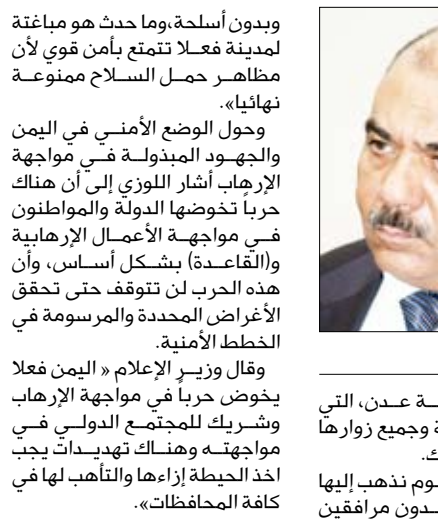 ـة عـدن، التي
ة وجميع زوارها
ك.
وم نذهب إليها
ـدون مرافقين
وبدون أسلحة،وما حدث هو مباغتة
لمدينة فعـلا تتمتع بأمن قوي لأن
مظاهـر حمـل السـلاح ممنوعـة
نهائيا».
وحول الوضع الأمنـي في اليمن
والجهـود المبذولـة فـي مواجهة
الإرهاب أشار اللوزي إلى أن هناك
حرباً تخوضها الدولة والمواطنون
فـي مواجهـة الأعمـال الإرهابية
و(القاعـدة) بشـكل أسـاس، وأن
هذه الحرب لن تتوقف حتى تحقق
الأغراض المحددة والمرسومة في
الخطط الأمنية.
وقال وزيـر الإعلام « اليمن فعلا
يخوض حرباً في مواجهة الإرهاب
وشـريك للمجتمـع الدولـي فـي
مواجهتـه وهنـاك تهديـدات يجب
اخذ الحيطة إزاءها والتأهب لها في
كافة المحافظات».